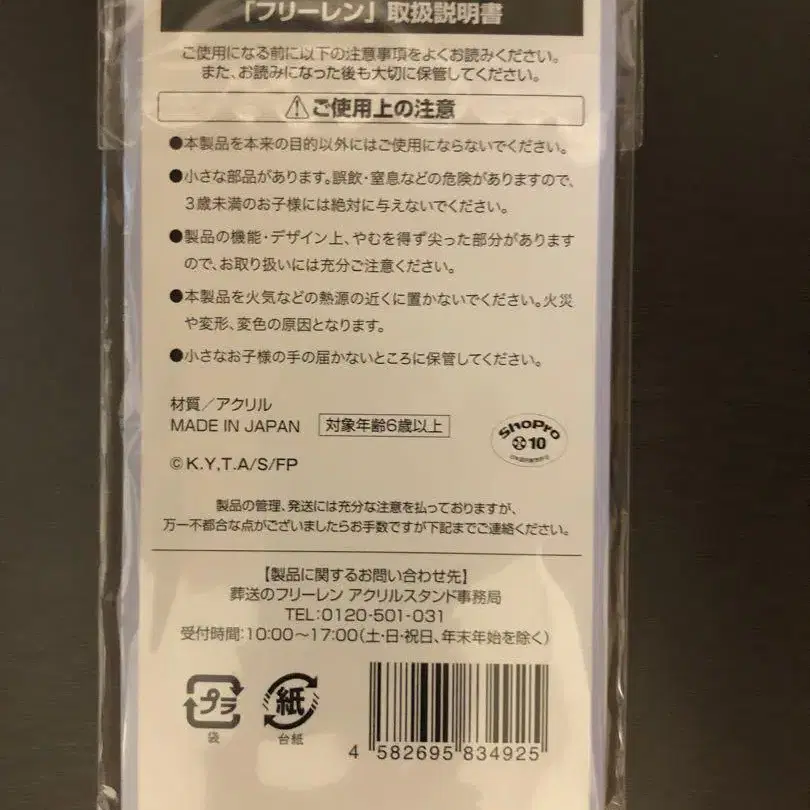 「フリーレン」取扱説明書
ご使用になる前に以下の注意事項をよくお読みください。
また、お読みになった後も大切に保管してください。
⚠ご使用上の注意
●本製品を本来の目的以外にはご使用にならないでください。
●小さな部品があります。誤飲・窒息などの危険がありますので、
3歳未満のお子様には絶対に与えないでください。
●製品の機能・デザイン上、やむを得ず尖った部分があります
ので、お取り扱いには充分ご注意ください。
●本製品を火気などの熱源の近くに置かないでください。火災
や変形、変色の原因となります。
●小さなお子様の手の届かないところに保管してください。
材質/アクリル
MADE IN JAPAN 対象年齢6歳以上
ShoPro
10
©K.Y,T.A/S/FP
製品の管理、発送には充分な注意を払っておりますが、
万一不都合な点がございましたらお手数ですが下記までご連絡ください。
【製品に関するお問い合わせ先】
葬送のフリーレン アクリルスタンド事務局
TEL:0120-501-031
受付時間:10:00〜17:00(土・日・祝日、年末年始を除く)
プラ
袋
紙
台紙
4 582695 834925